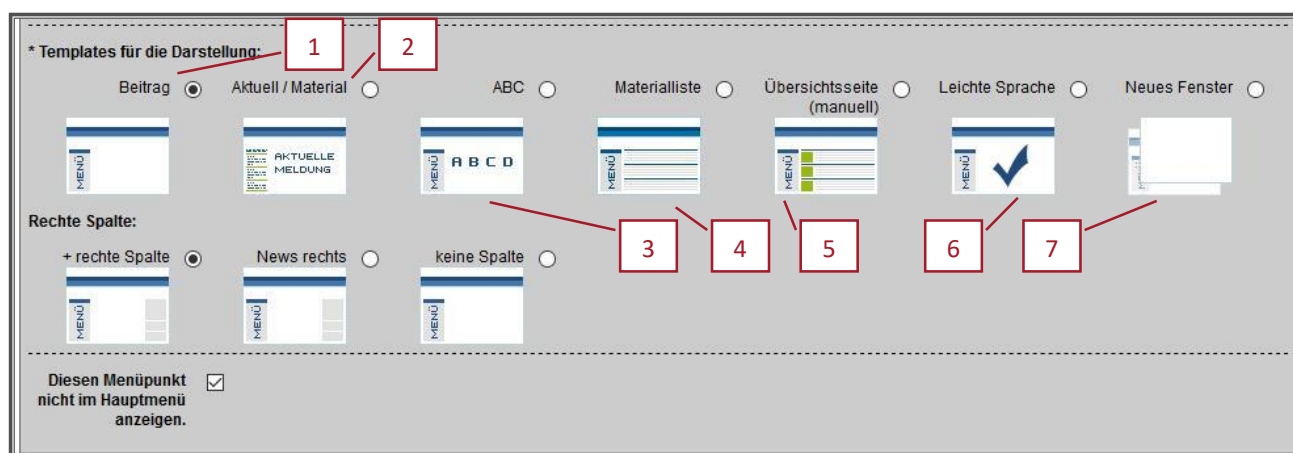 * Templates für die Darstellung:
1
2
Beitrag
Aktuell / Material
ABC
Materialliste
Übersichtsseite
(manuell)
Leichte Sprache
Neues Fenster
MENÜ
AKTUELLE
MELDUNG
MENÜ
A B C D
MENÜ
MENÜ
MENÜ
Rechte Spalte:
3
4
5
6
7
+ rechte Spalte
News rechts
keine Spalte
MENÜ
MENÜ
MENÜ
Diesen Menüpunkt
nicht im Hauptmenü
anzeigen.